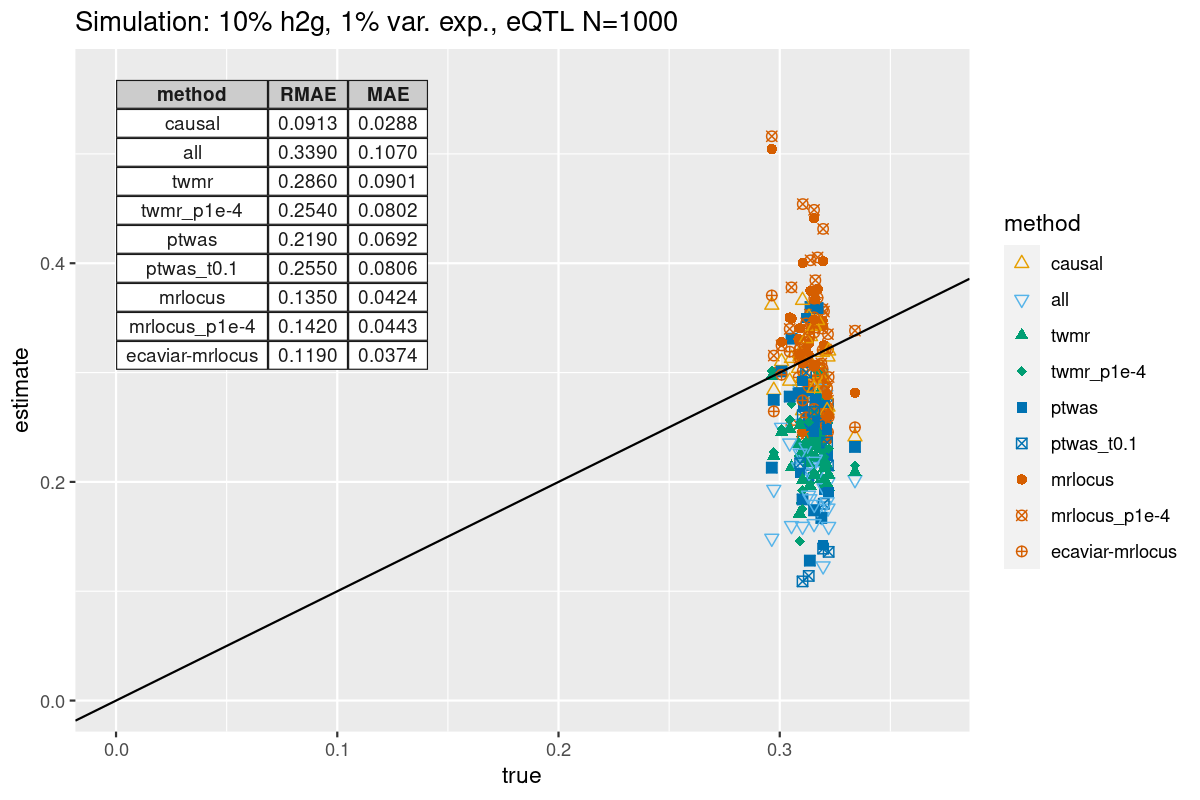 Simulation: 10% h2g, 1% var. exp., eQTL N=1000
method RMAE MAE
causal 0.0913 0.0288
all 0.3390 0.1070
twmr 0.2860 0.0901
twmr_p1e-4 0.2540 0.0802
ptwas 0.2190 0.0692
ptwas_t0.1 0.2550 0.0806
mrlocus 0.1350 0.0424
mrlocus_p1e-4 0.1420 0.0443
ecaviar-mrlocus 0.1190 0.0374
estimate
0.4
0.2
0.0
0.0 0.1 0.2 0.3
true
method
causal
all
twmr
twmr_p1e-4
ptwas
ptwas_t0.1
mrlocus
mrlocus_p1e-4
ecaviar-mrlocus